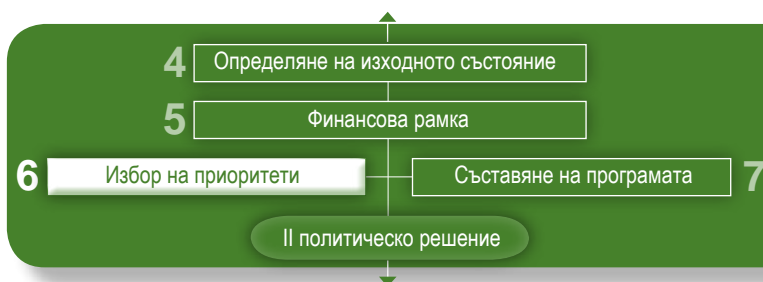 4 Определяне на изходното състояние
5 Финансова рамка
6 Избор на приоритети
Съставяне на програмата 7
II политическо решение